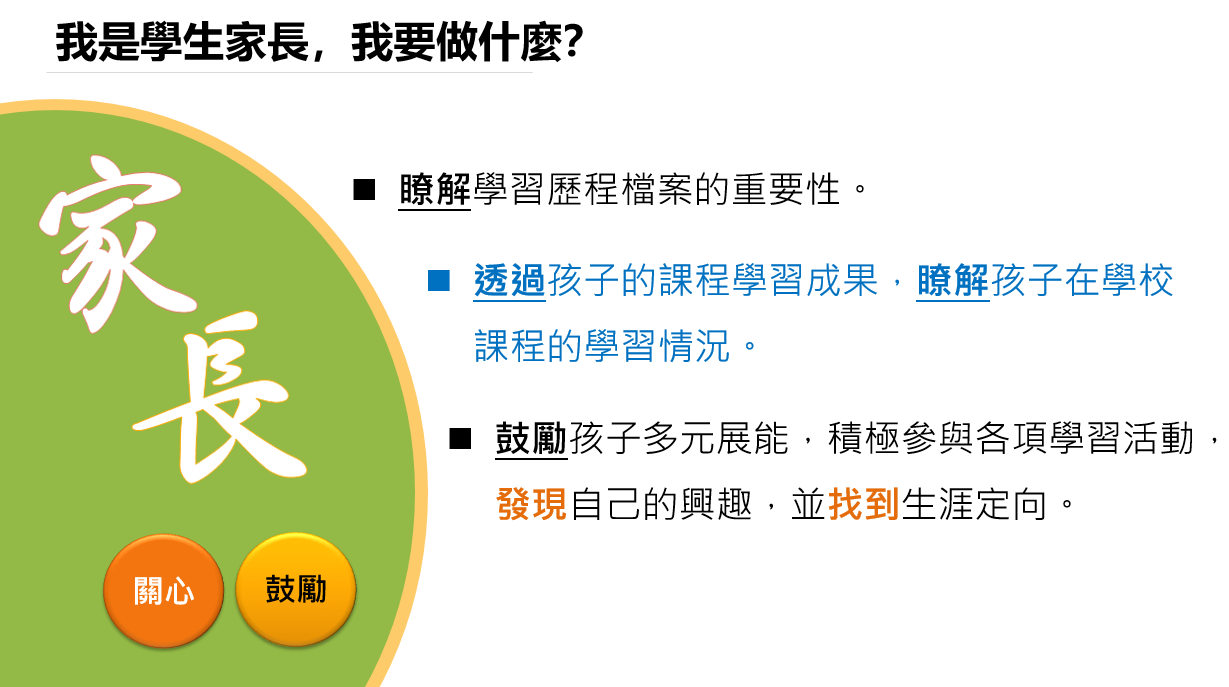 我是學生家長，我要做什麼?
家長
■ 瞭解學習歷程檔案的重要性。
■ 透過孩子的課程學習成果，瞭解孩子在學校
課程的學習情況。
■ 鼓勵孩子多元展能，積極參與各項學習活動，
發現自己的興趣，並找到生涯定向。
關心
鼓勵